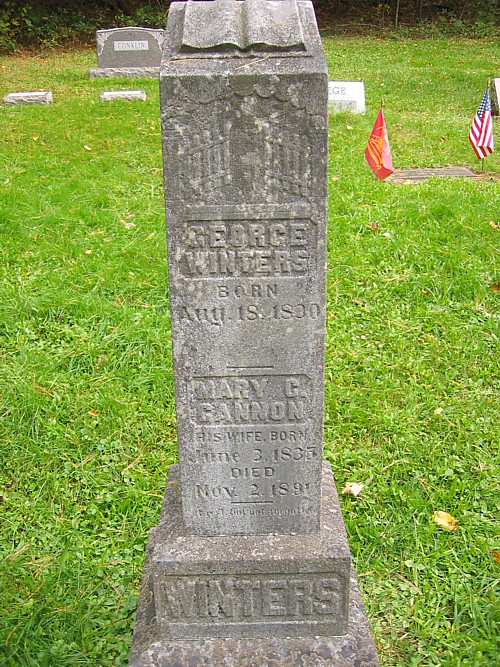 CONKLIN
GEORGE
WINTERS
BORN
Aug. 18. 1830
MARY C.
CANNON
HIS WIFE. BORN
June 3. 1835
DIED
Nov. 2. 1891
WINTERS